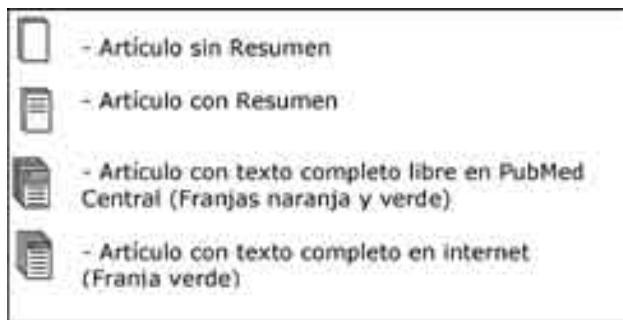 - Artículo sin Resumen
- Artículo con Resumen
- Artículo con texto completo libre en PubMed
Central (Franjas naranja y verde)
- Artículo con texto completo en internet
(Franja verde)